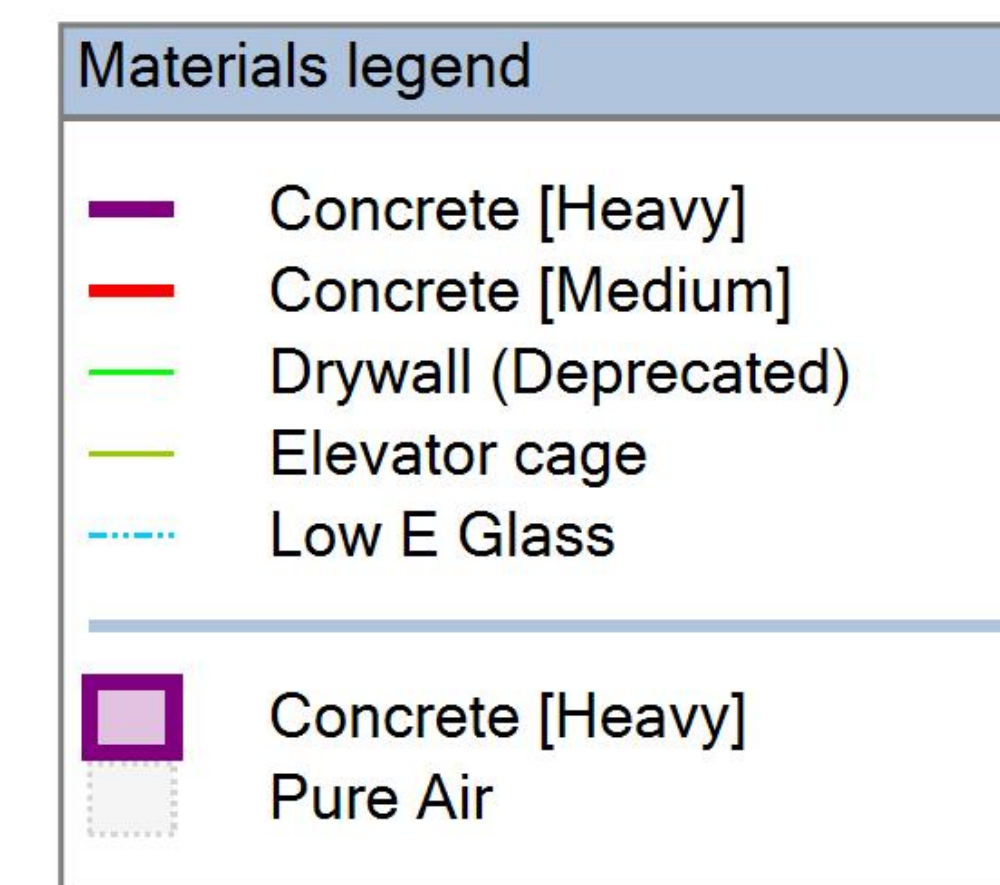 Materials legend
Concrete [Heavy]
Concrete [Medium]
Drywall (Deprecated)
Elevator cage
Low E Glass
Concrete [Heavy]
Pure Air